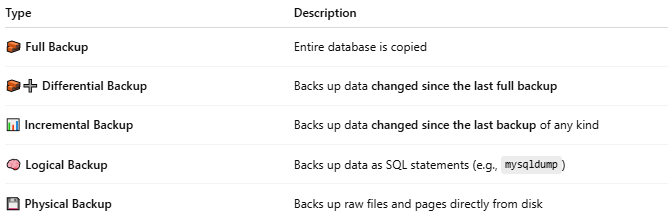 Type Description
🧱 Full Backup Entire database is copied
🧱➕ Differential Backup Backs up data changed since the last full backup
📊 Incremental Backup Backs up data changed since the last backup of any kind
🧠 Logical Backup Backs up data as SQL statements (e.g., mysqldump)
💾 Physical Backup Backs up raw files and pages directly from disk